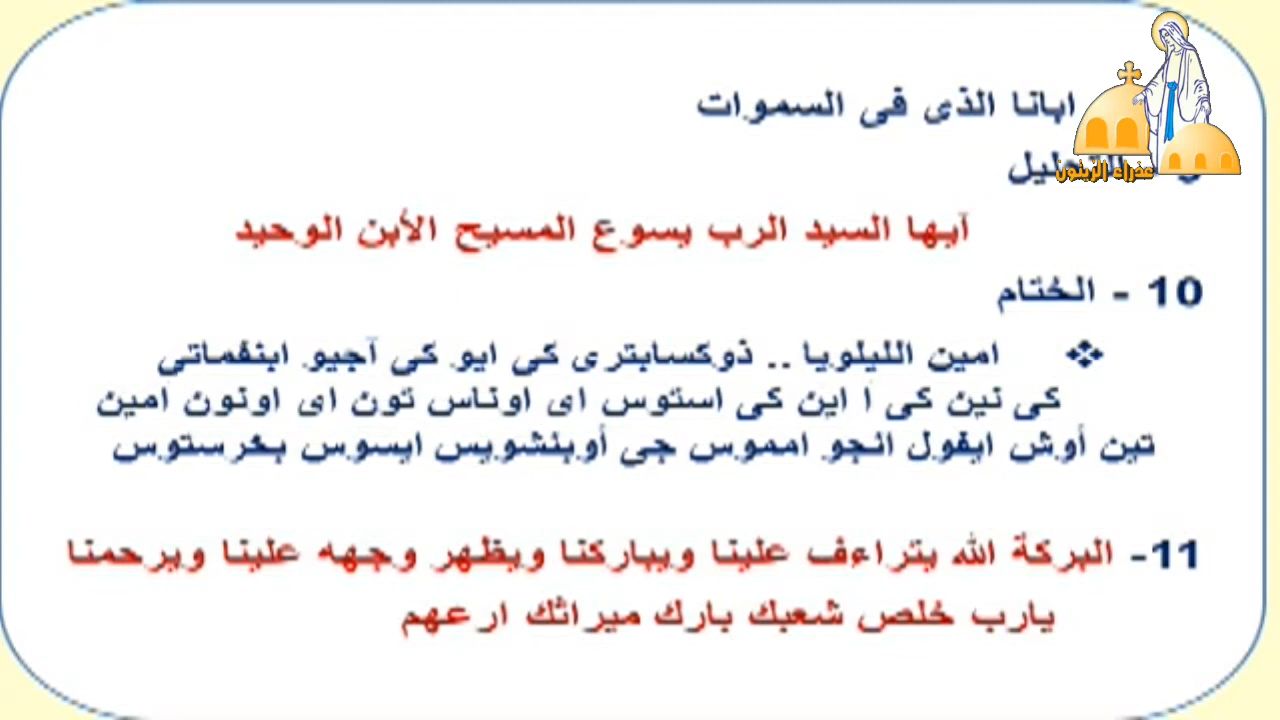 ابانا الذى فى السموات
التحليل
آيها السيد الرب يسوع المسيح الأبن الوحيد
10 - الختام
❖ امين الليلويا .. ذوكسابترى كى ايو كى آجيو ابنفماتى
كى نين كى ا اين كى استوس اى اوناس تون اى اونون امين
تين أوش ايفول انجو امموس جى أوبنشويس ايسوس بخرستوس
11- البركة الله يتراءف علينا ويباركنا ويظهر وجهه علينا ويرحمنا
يارب خلص شعبك بارك ميراثك ارعهم
عذراء الزيتون